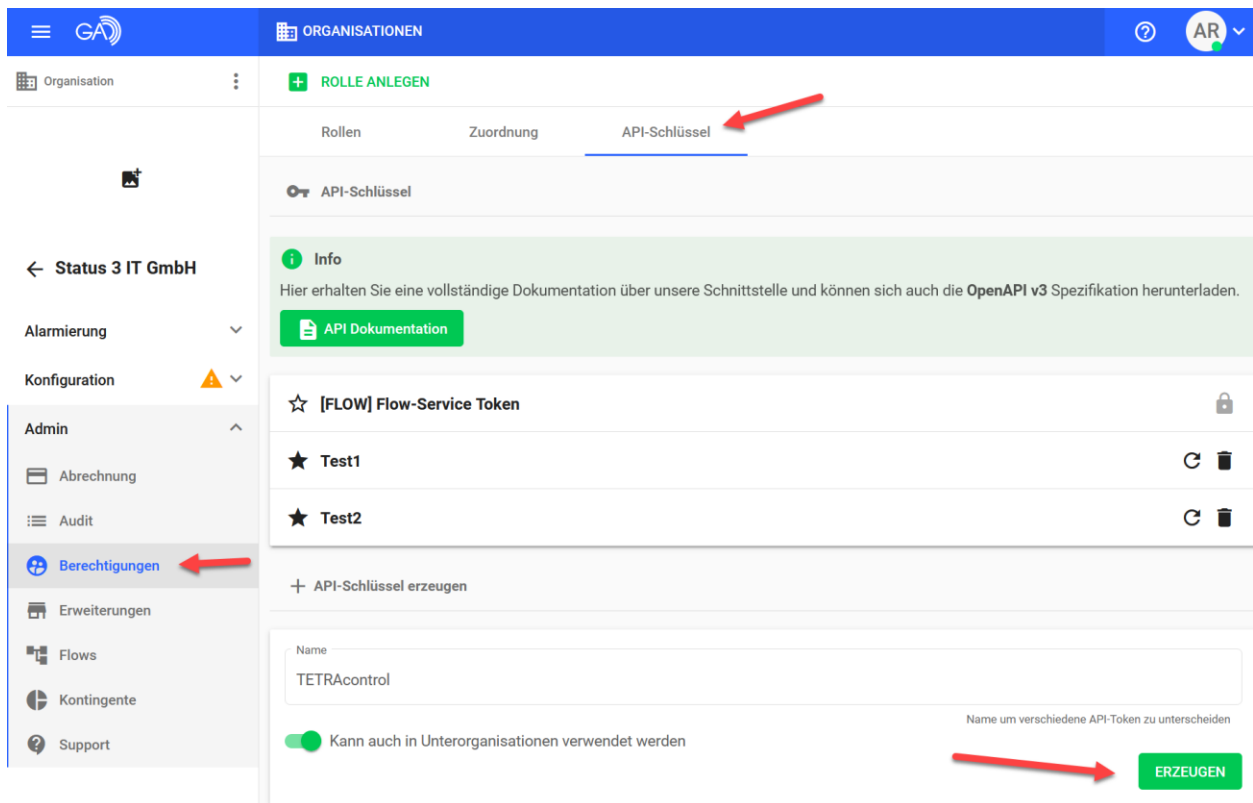 GA
ORGANISATIONEN
AR
Organisation
ROLLE ANLEGEN
Rollen
Zuordnung
API-Schlüssel
API-Schlüssel
Status 3 IT GmbH
Info
Hier erhalten Sie eine vollständige Dokumentation über unsere Schnittstelle und können sich auch die OpenAPI v3 Spezifikation herunterladen.
API Dokumentation
Alarmierung
Konfiguration
Admin
Abrechnung
Audit
Berechtigungen
Erweiterungen
Flows
Kontingente
Support
[FLOW] Flow-Service Token
Test1
Test2
API-Schlüssel erzeugen
Name
TETRAcontrol
Name um verschiedene API-Token zu unterscheiden
Kann auch in Unterorganisationen verwendet werden
ERZEUGEN